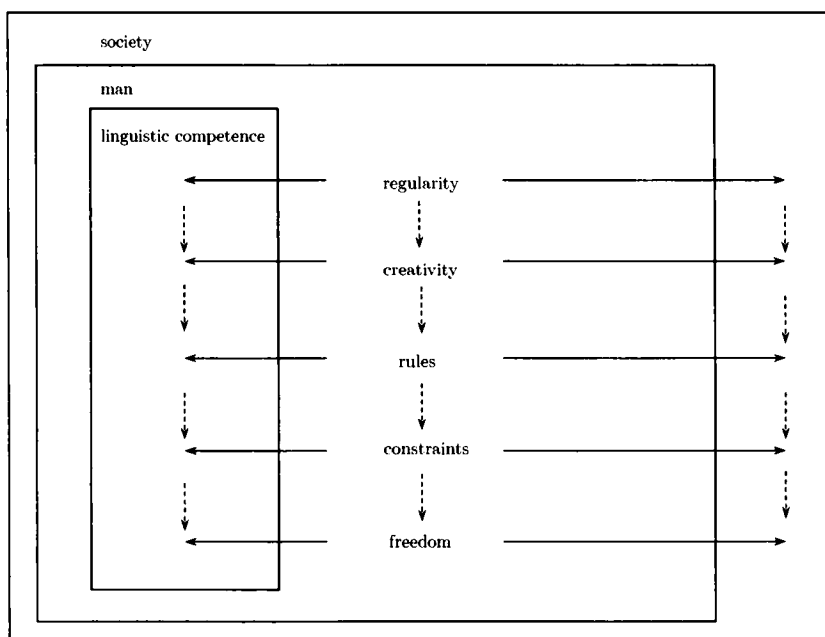 society
man
linguistic competence
regularity
creativity
rules
constraints
freedom